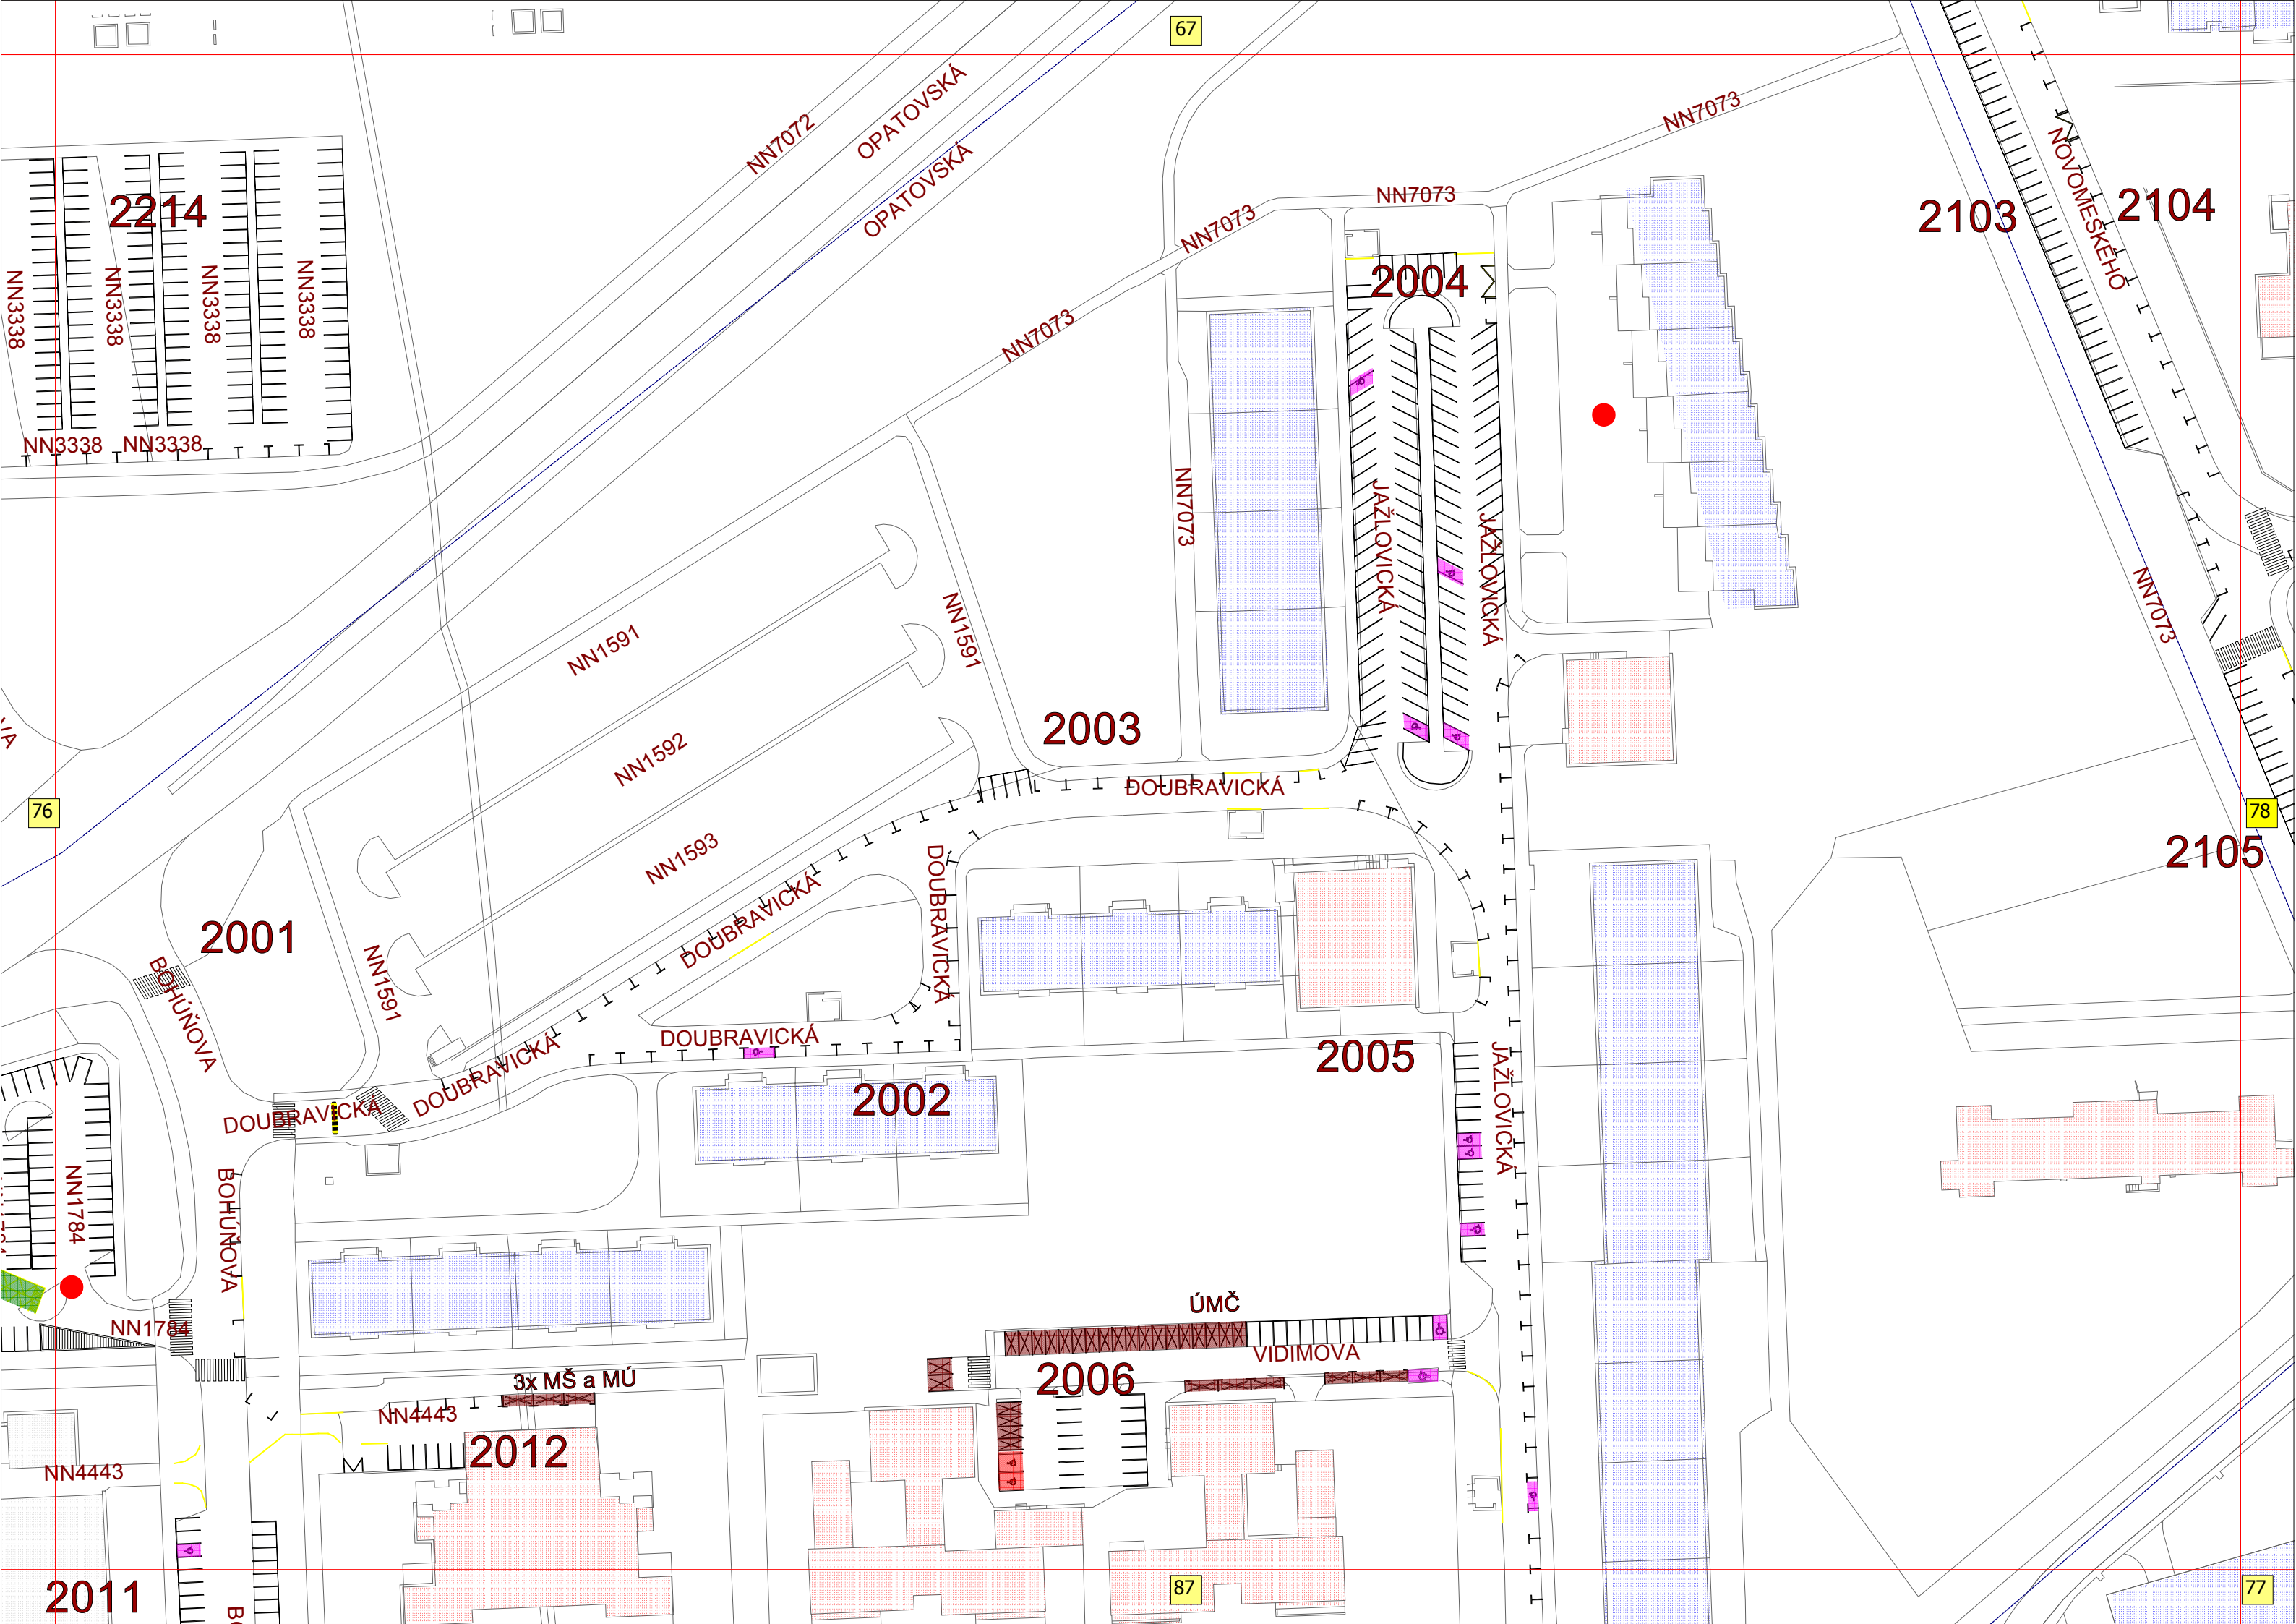 67
OPATOVSKÁ
NN7072
NN7073
OPATOVSKÁ
NOVOMESKÉHO
2214
NN7073
2103
2104
NN7073
2004
NN3338
NN3338
NN3338
NN3338
NN7073
NN3338
NN3338
NN7073
JAŽLOVICKÁ
JAŽLOVICKÁ
NN7073
NN1591
NN1591
2003
NN1592
DOUBRAVICKÁ
76
78
2105
NN1593
DOUBRAVICKÁ
DOUBRAVICKÁ
2001
BOHÚŇOVA
NN1591
DOUBRAVICKÁ
2005
DOUBRAVICKÁ
2002
DOUBRAVICKÁ
JAŽLOVICKÁ
NN1784
BOHÚŇOVA
ÚMČ
NN1784
VIDIMOVA
3x MŠ a MÚ
2006
NN4443
2012
NN4443
2011
87
77